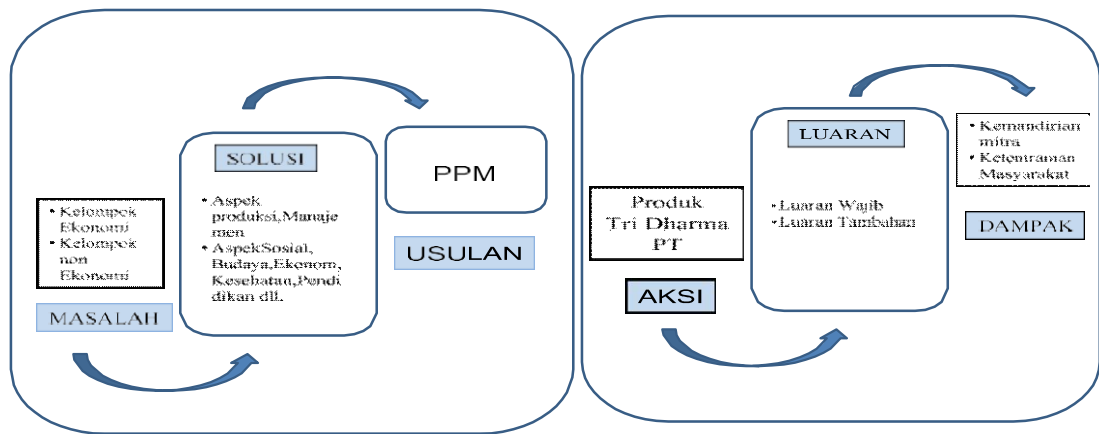 • Kelompok
Ekonomi
• Kelompok
non
Ekonomi
MASALAH
SOLUSI
• Aspek
produksi,Manaje
men
• AspekSosial,
Budaya,Ekonom,
Kesehatan,Pendi
dikan dll.
PPM
USULAN
Produk
Tri Dharma
PT
AKSI
LUARAN
• Luaran Wajib
• Luaran Tambahan
• Kemandirian
mitra
• Ketentraman
Masyarakat
DAMPAK